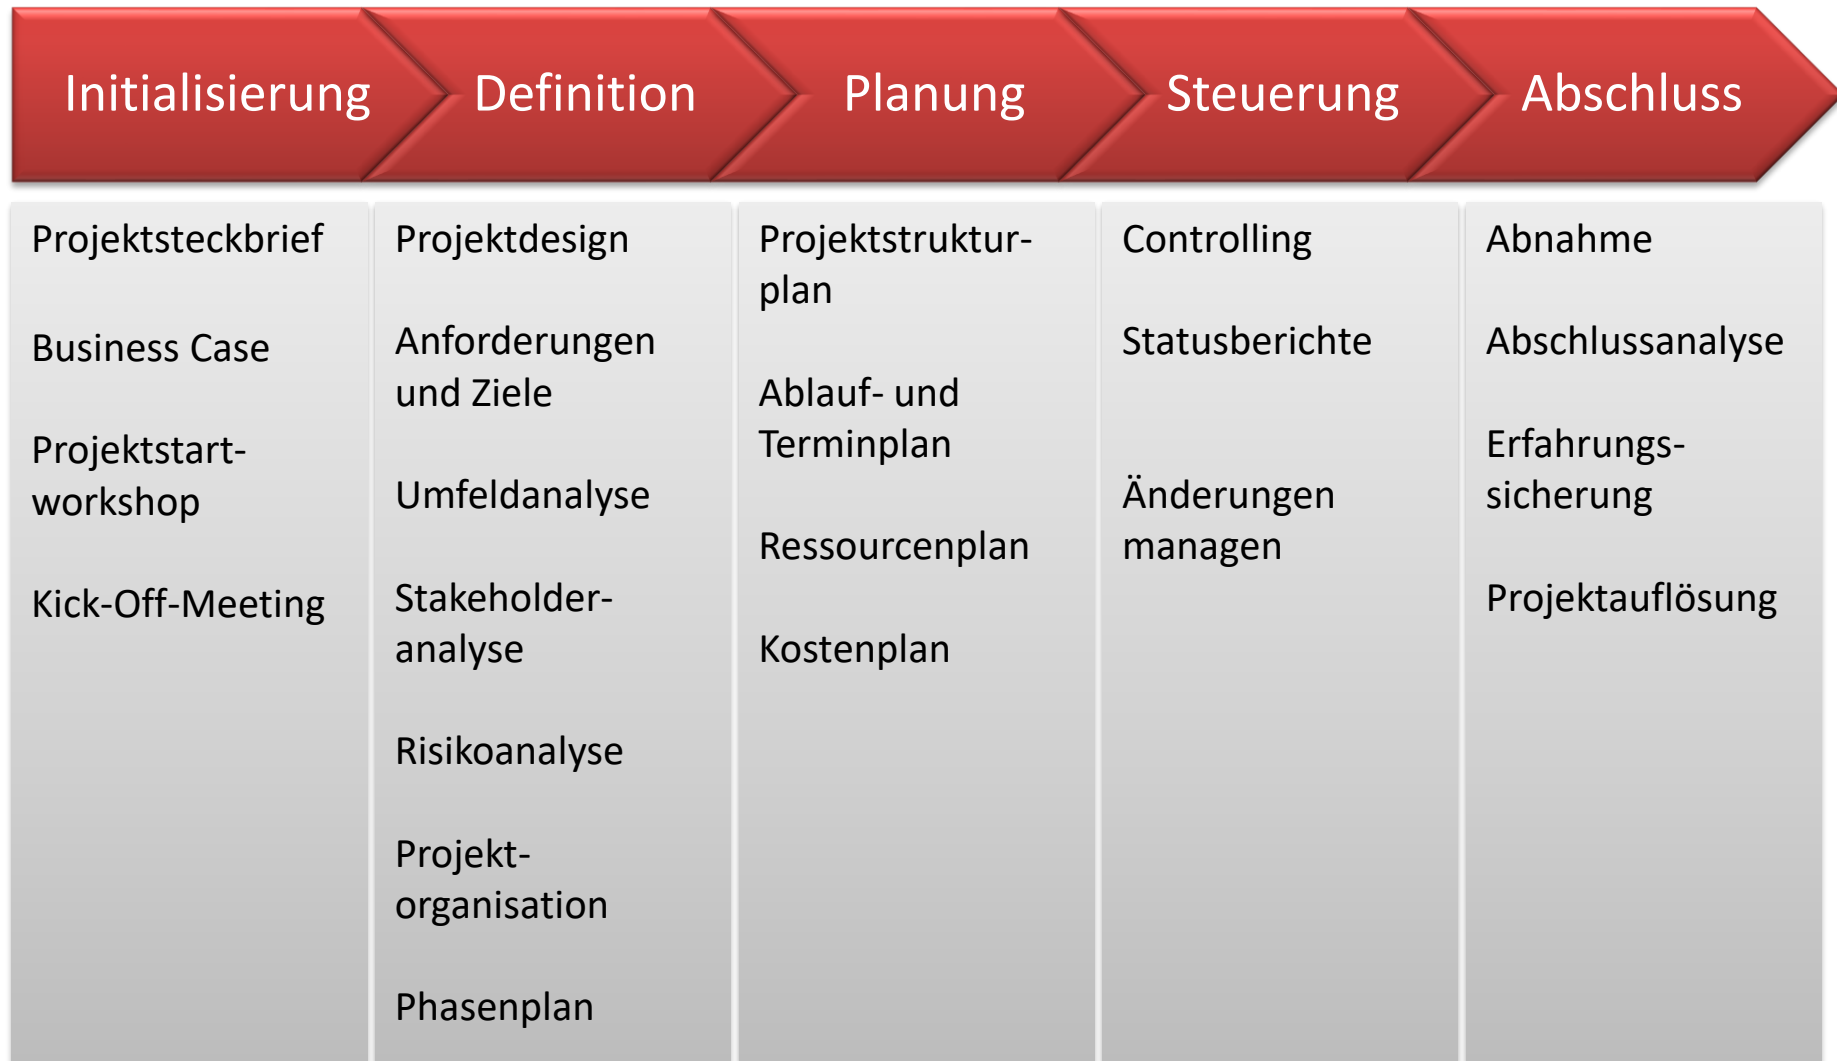 Initialisierung
Definition
Planung
Steuerung
Abschluss
Projektsteckbrief
Business Case
Projektstart-
workshop
Kick-Off-Meeting
Projektdesign
Anforderungen
und Ziele
Umfeldanalyse
Stakeholder-
analyse
Risikoanalyse
Projekt-
organisation
Phasenplan
Projektstruktur-
plan
Ablauf- und
Terminplan
Ressourcenplan
Kostenplan
Controlling
Statusberichte
Änderungen
managen
Abnahme
Abschlussanalyse
Erfahrungs-
sicherung
Projektauflösung